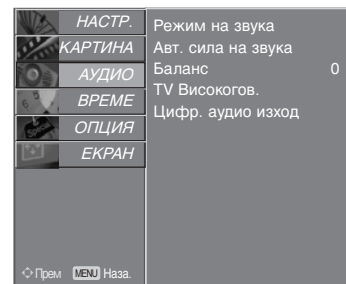 НАСТР.
КАРТИНА
АУДИО
ВРЕМЕ
ОПЦИЯ
ЕКРАН
Режим на звука
Авт. сила на звука
Баланс 0
TV Високогов.
Цифр. аудио изход
Прем MENU Наза.